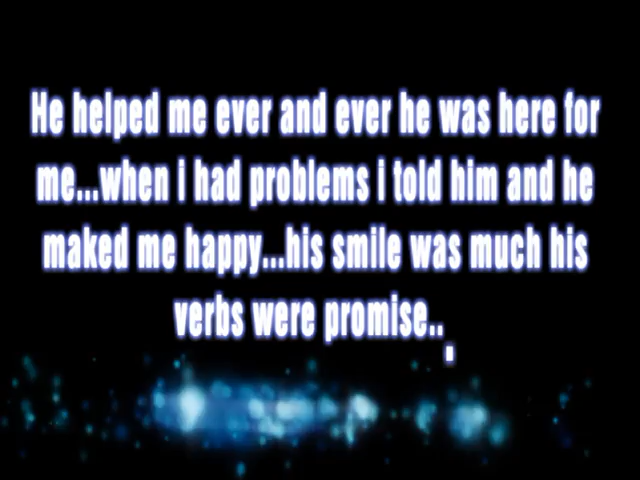 He helped me ever and ever he was here for
me...when i had problems i told him and he
maked me happy...his smile was much his
verbs were promise...